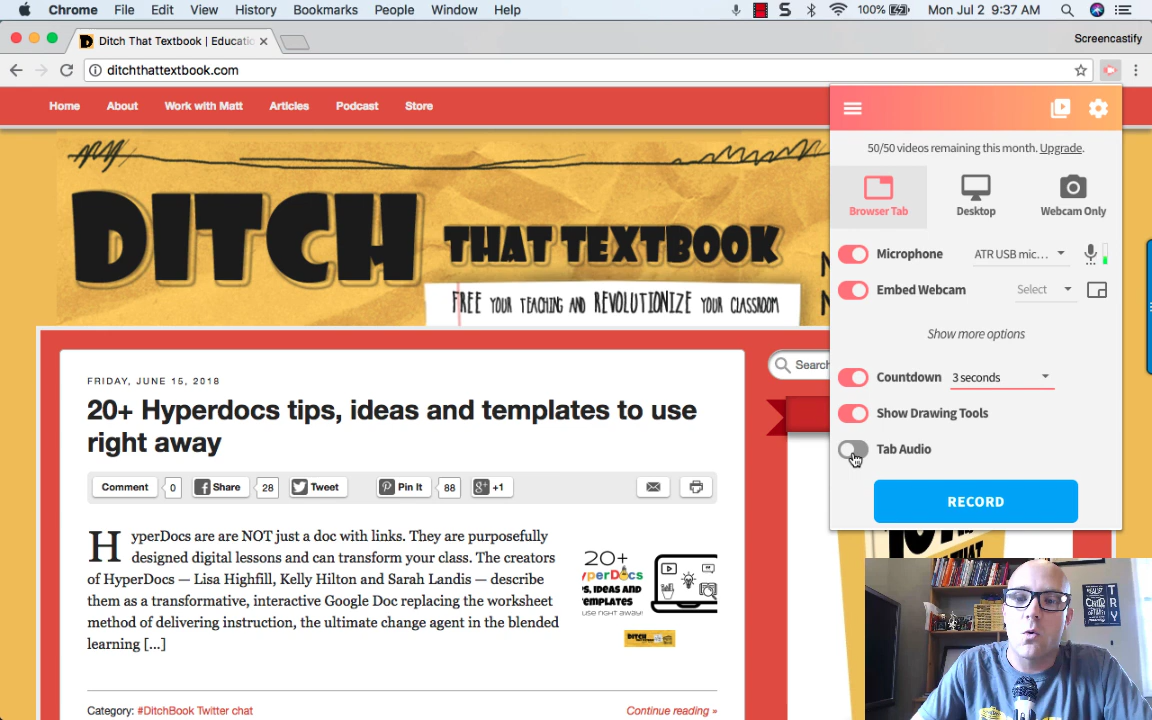 Chrome File Edit View History Bookmarks People Window Help 100% Mon Jul 2 9:37 AM
Ditch That Textbook | Educatio
Screencastify
ditchthattextbook.com
Home About Work with Matt Articles Podcast Store
50/50 videos remaining this month. Upgrade.
Browser Tab Desktop Webcam Only
DITCH THAT TEXTBOOK
FREE YOUR TEACHING AND REVOLUTIONIZE YOUR CLASSROOM
Microphone ATR USB mic...
Embed Webcam Select
Show more options
Countdown 3 seconds
Show Drawing Tools
Tab Audio
RECORD
Search
FRIDAY, JUNE 15, 2018
20+ Hyperdocs tips, ideas and templates to use
right away
Comment 0 Share 28 Tweet Pin It 88 +1
HyperDocs are are NOT just a doc with links. They are purposefully
designed digital lessons and can transform your class. The creators
of HyperDocs — Lisa Highfill, Kelly Hilton and Sarah Landis — describe
them as a transformative, interactive Google Doc replacing the worksheet
method of delivering instruction, the ultimate change agent in the blended
learning [...]
20+
yperDocs
PS, IDEAS AND
EMPLATES
USE RIGHT AWAY!
Category: #DitchBook Twitter chat
Continue reading »
TRY